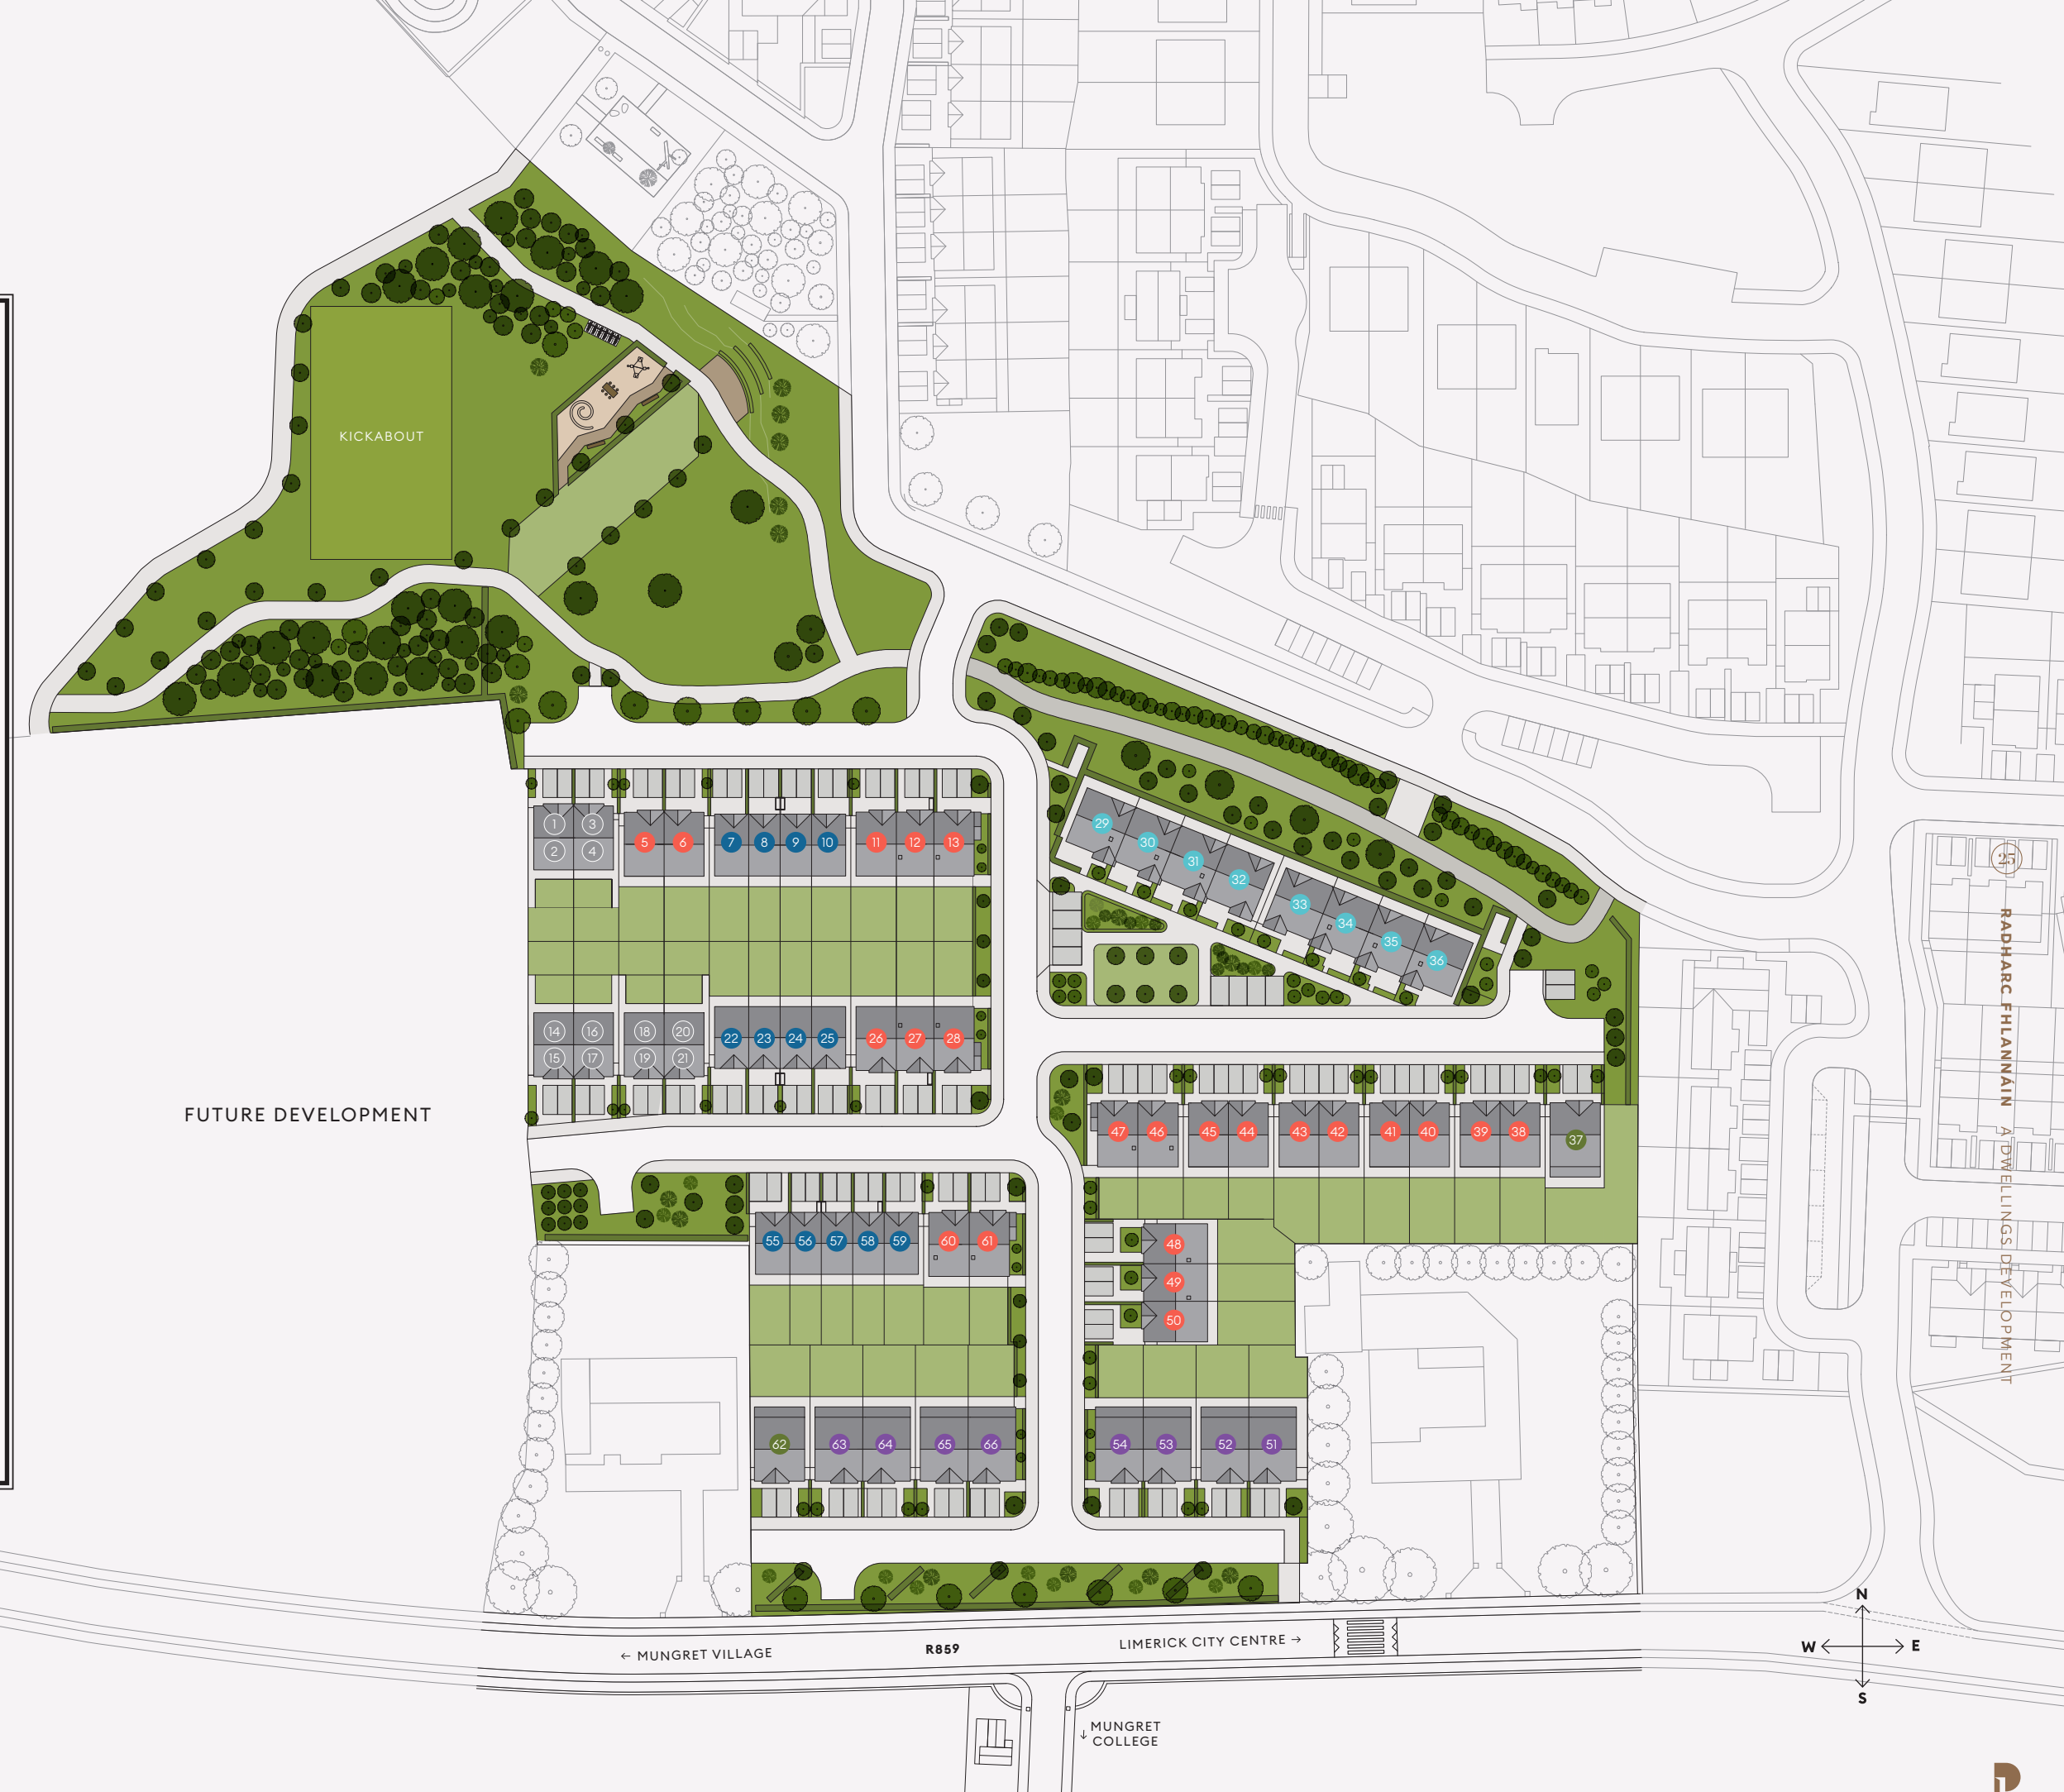 KICKABOUT
1 3
2 4
5 6 7 8 9 10 11 12 13
29
30
31
32
33
34
35
36
14 16 18 20
15 17 19 21
22 23 24 25 26 27 28
FUTURE DEVELOPMENT
47 46 45 44 43 42 41 40 39 38 37
55 56 57 58 59 60 61
48
49
50
62 63 64 65 66
54 53 52 51
← MUNGRET VILLAGE
R859
LIMERICK CITY CENTRE →
↓ MUNGRET
COLLEGE
N
W E
S
25
RADHARC FHLANNÁIN A DWELLINGS DEVELOPMENT